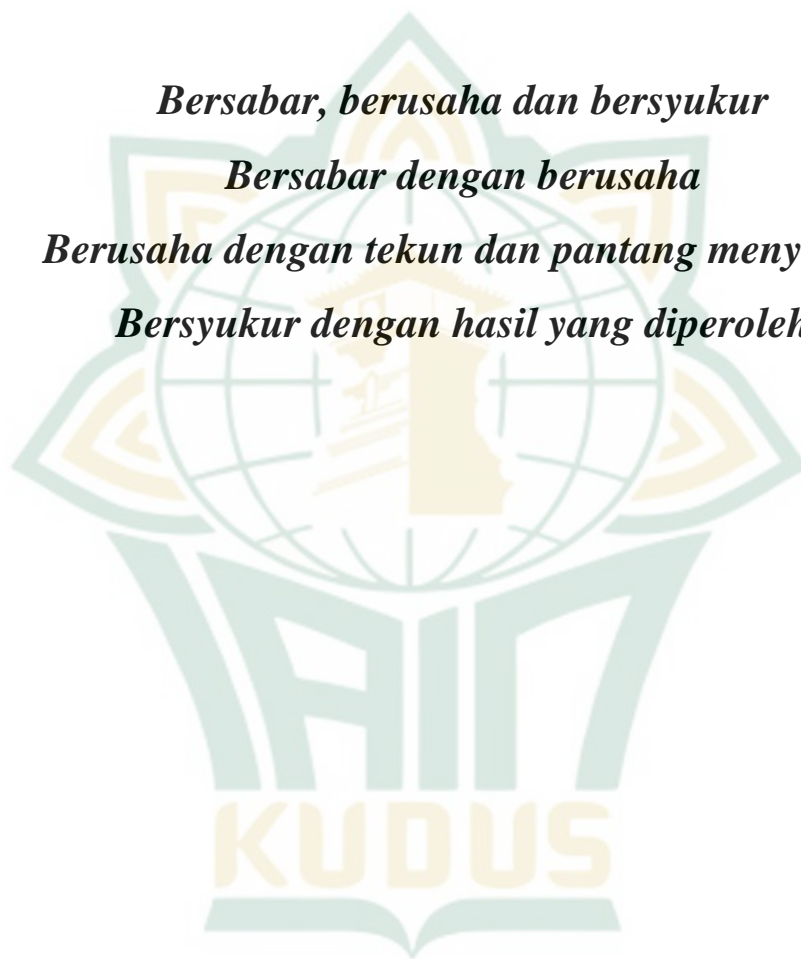 Bersabar, berusaha dan bersyukur
Bersabar dengan berusaha
Berusaha dengan tekun dan pantang meny
Bersyukur dengan hasil yang diperoleh
IAIN
KUDUS